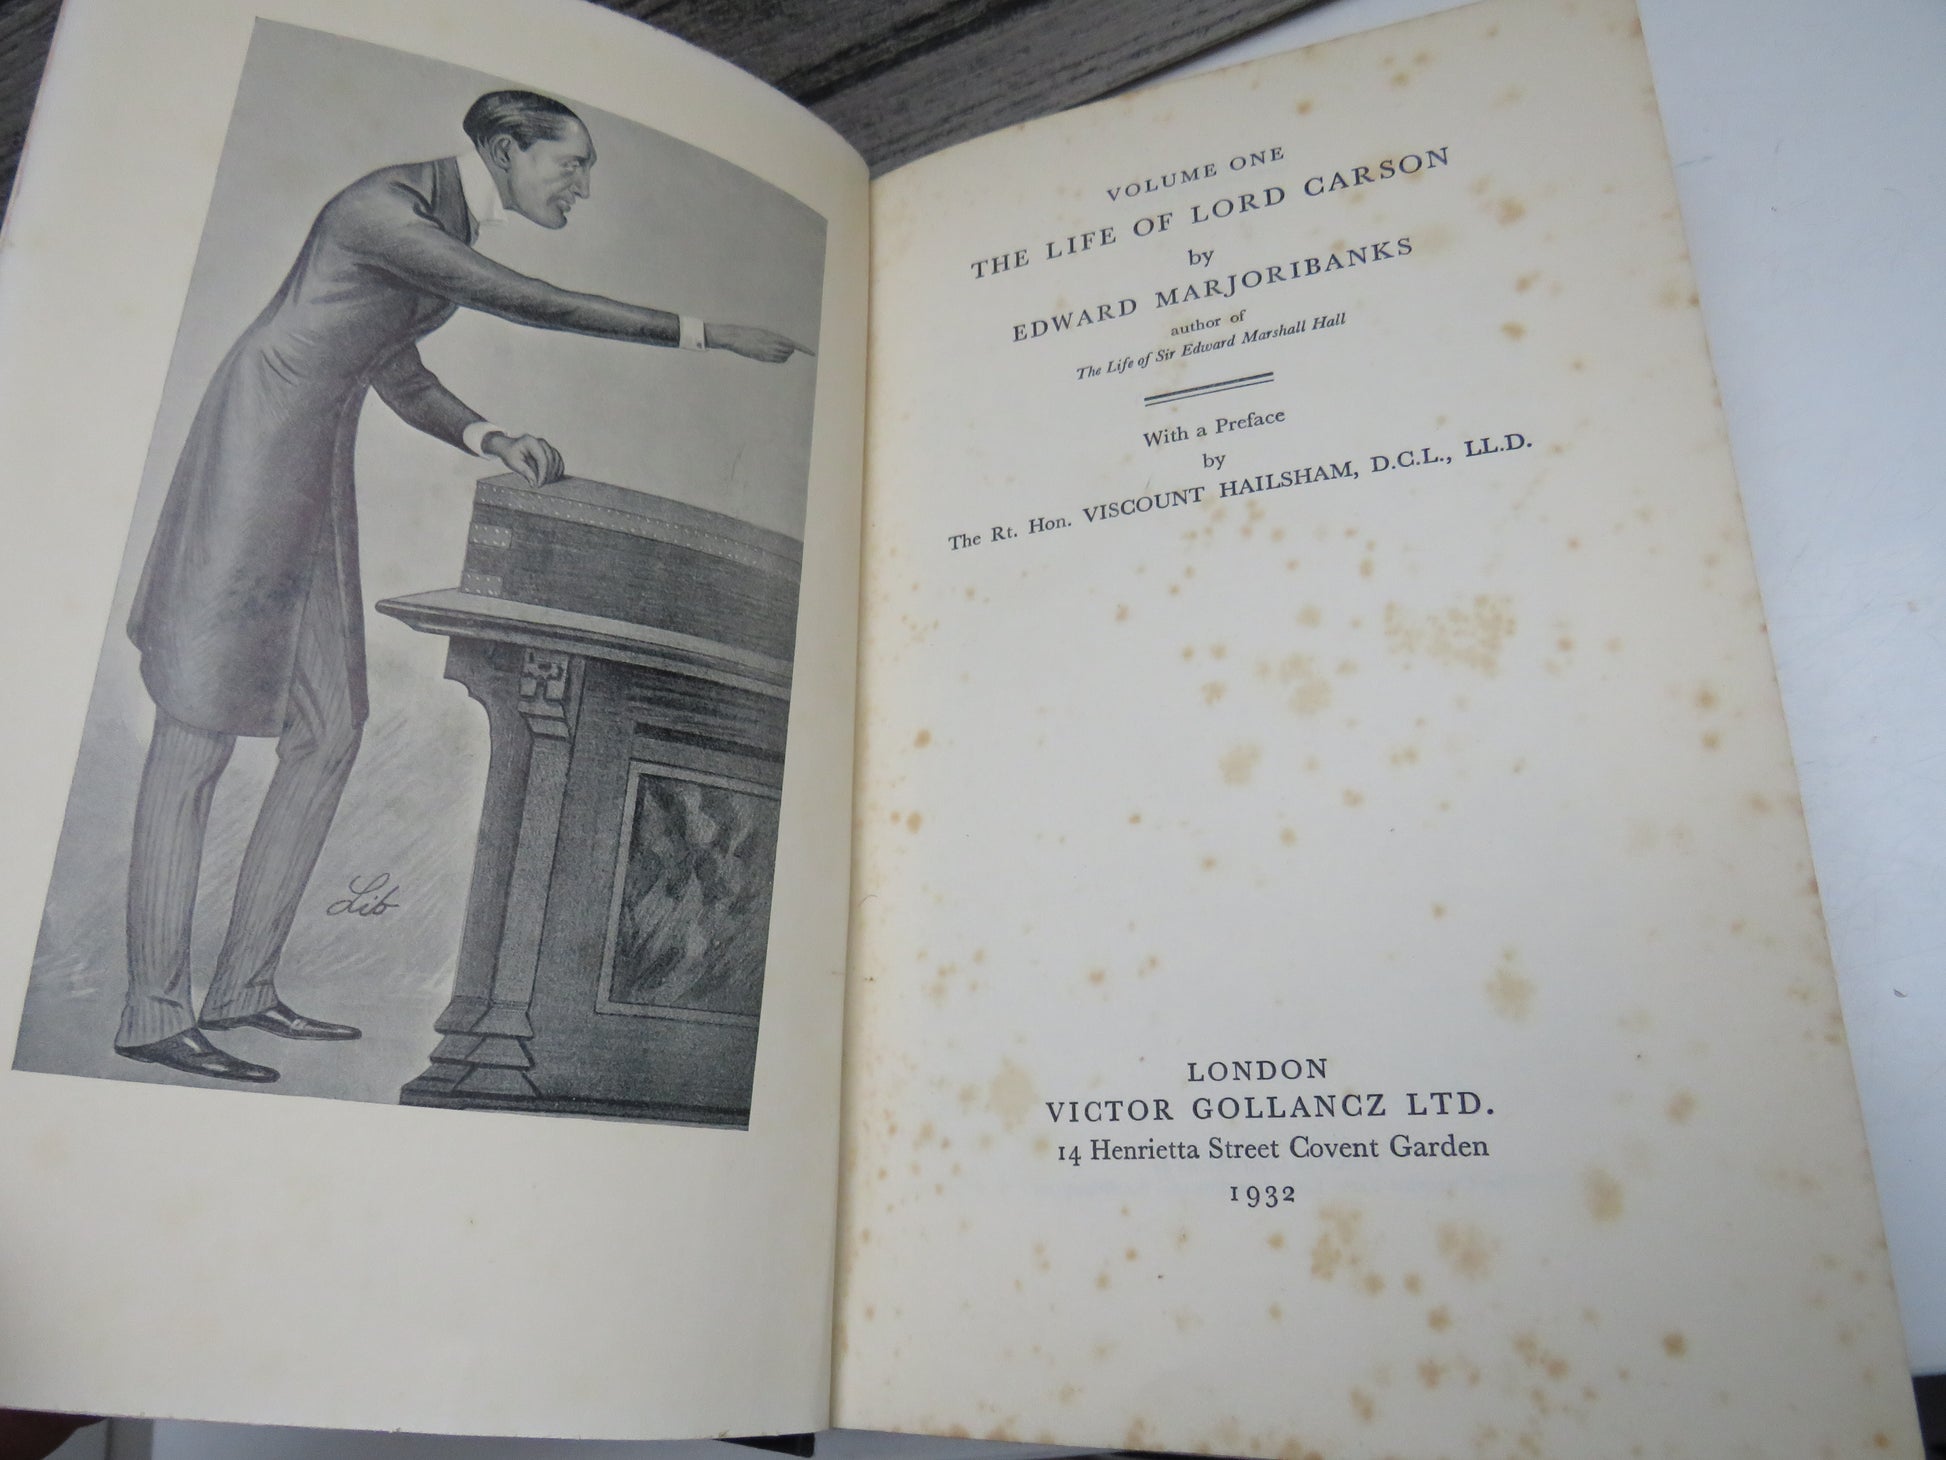 Lib
VOLUME ONE
THE LIFE OF LORD CARSON
by
EDWARD MARJORIBANKS
author of
The Life of Sir Edward Marshall Hall
With a Preface
by
The Rt. Hon. VISCOUNT HAILSHAM, D.C.L., LL.D.
LONDON
VICTOR GOLLANCZ LTD.
14 Henrietta Street Covent Garden
1932